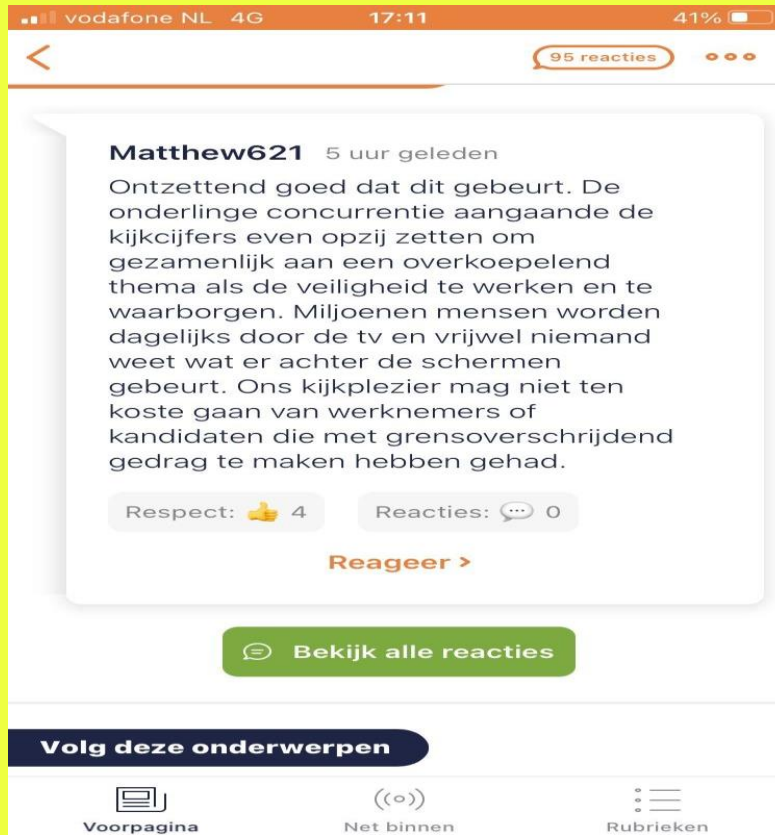 vodafone NL 4G 17:11 41%
95 reacties
Matthew621 5 uur geleden
Ontzettend goed dat dit gebeurt. De
onderlinge concurrentie aangaande de
kijkcijfers even opzij zetten om
gezamenlijk aan een overkoepelend
thema als de veiligheid te werken en te
waarborgen. Miljoenen mensen worden
dagelijks door de tv en vrijwel niemand
weet wat er achter de schermen
gebeurt. Ons kijkplezier mag niet ten
koste gaan van werknemers of
kandidaten die met grensoverschrijdend
gedrag te maken hebben gehad.
Respect: 👍 4 Reacties: 💬 0
Reageer >
Bekijk alle reacties
Volg deze onderwerpen
Voorpagina Net binnen Rubrieken